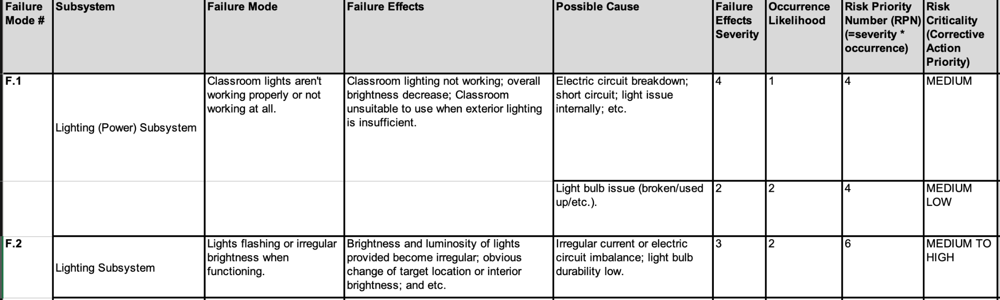 Failure
Mode #
Subsystem
Failure Mode
Failure Effects
Possible Cause
Failure
Effects
Severity
Occurrence
Likelihood
Risk Priority
Number (RPN)
(=severity *
occurrence)
Risk
Criticality
(Corrective
Action
Priority)
F.1
Lighting (Power) Subsystem
Classroom lights aren't
working properly or not
working at all.
Classroom lighting not working; overall
brightness decrease; Classroom
unsuitable to use when exterior lighting
is insufficient.
Electric circuit breakdown;
short circuit; light issue
internally; etc.
4
1
4
MEDIUM
Light bulb issue (broken/used
up/etc.).
2
2
4
MEDIUM
LOW
F.2
Lighting Subsystem
Lights flashing or irregular
brightness when
functioning.
Brightness and luminosity of lights
provided become irregular; obvious
change of target location or interior
brightness; and etc.
Irregular current or electric
circuit imbalance; light bulb
durability low.
3
2
6
MEDIUM TO
HIGH